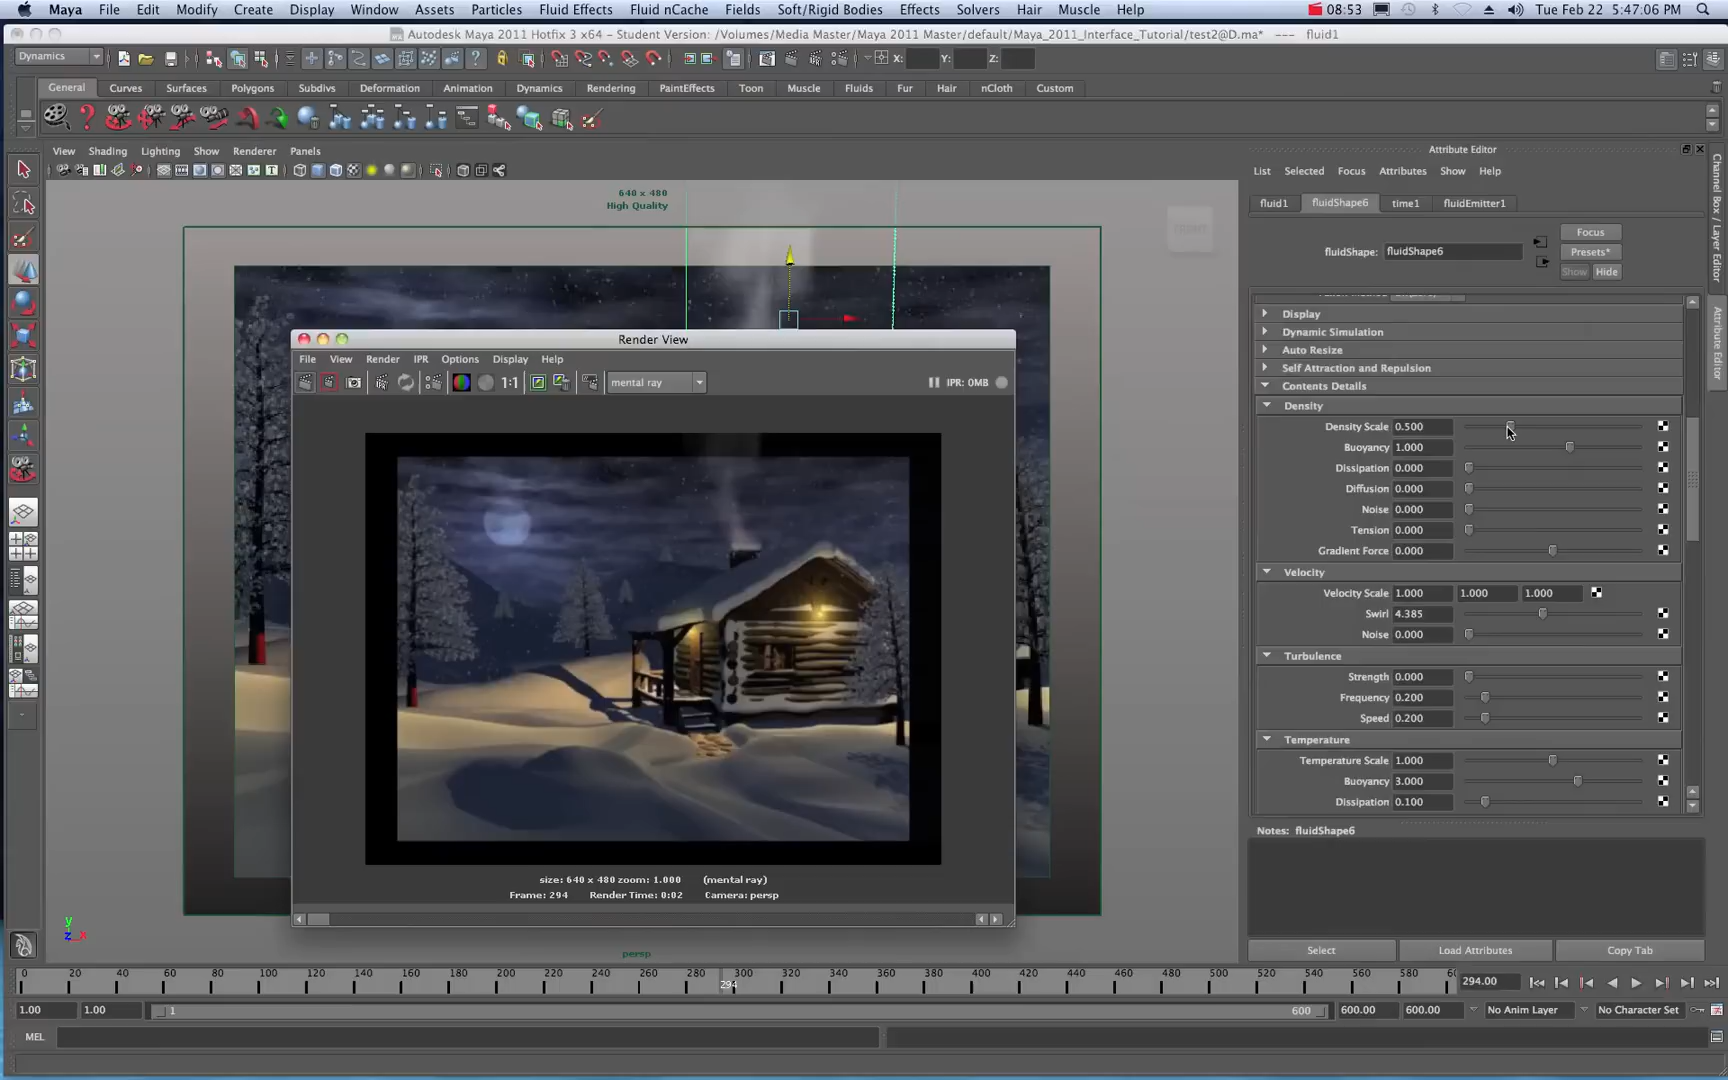 Maya File Edit Modify Create Display Window Assets Particles Fluid Effects Fluid nCache Fields Soft/Rigid Bodies Effects Solvers Hair Muscle Help 08:53 Tue Feb 22 5:47:06 PM
Autodesk Maya 2011 Hotfix 3 x64 - Student Version: /Volumes/Media Master/Maya 2011 Master/default/Maya_2011_Interface_Tutorial/test2@D.ma* --- fluid1
Dynamics X: Y: Z:
General Curves Surfaces Polygons Subdivs Deformation Animation Dynamics Rendering PaintEffects Toon Muscle Fluids Fur Hair nCloth Custom
View Shading Lighting Show Renderer Panels
Attribute Editor
List Selected Focus Attributes Show Help
640 x 480
High Quality
fluid1 fluidShape6 time1 fluidEmitter1
FRONT
Focus
fluidShape: fluidShape6 Presets*
Show Hide
Channel Box / Layer Editor
Attribute Editor
Display
Dynamic Simulation
Auto Resize
Self Attraction and Repulsion
Contents Details
Density
Density Scale 0.500
Buoyancy 1.000
Dissipation 0.000
Diffusion 0.000
Noise 0.000
Tension 0.000
Gradient Force 0.000
Velocity
Velocity Scale 1.000 1.000 1.000
Swirl 4.385
Noise 0.000
Turbulence
Strength 0.000
Frequency 0.200
Speed 0.200
Temperature
Temperature Scale 1.000
Buoyancy 3.000
Dissipation 0.100
Notes: fluidShape6
Select Load Attributes Copy Tab
Render View
File View Render IPR Options Display Help
1:1 mental ray IPR: 0MB
size: 640 x 480 zoom: 1.000 (mental ray)
Frame: 294 Render Time: 0:02 Camera: persp
y
z x
persp
0 20 40 60 80 100 120 140 160 180 200 220 240 260 280 300 320 340 360 380 400 420 440 460 480 500 520 540 560 580 60 294.00
294
1.00 1.00 1 600 600.00 600.00 No Anim Layer No Character Set
MEL